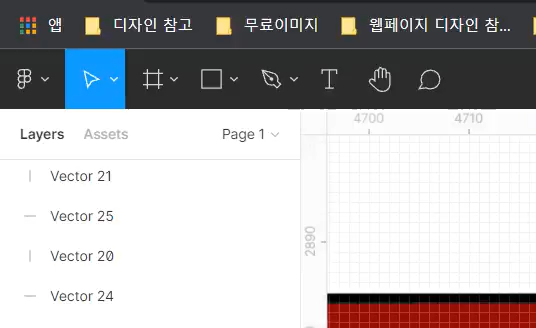 앱 디자인 참고 무료이미지 웹페이지 디자인 참...
Layers Assets Page 1
4700 4710
Vector 21
Vector 25
Vector 20
2890
Vector 24